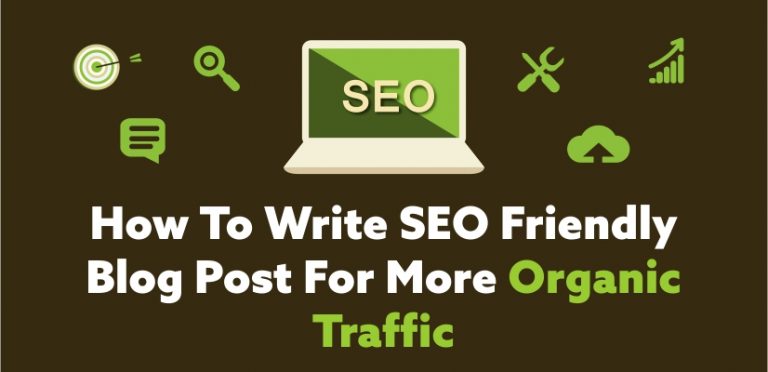 SEO
How To Write SEO Friendly
Blog Post For More Organic
Traffic